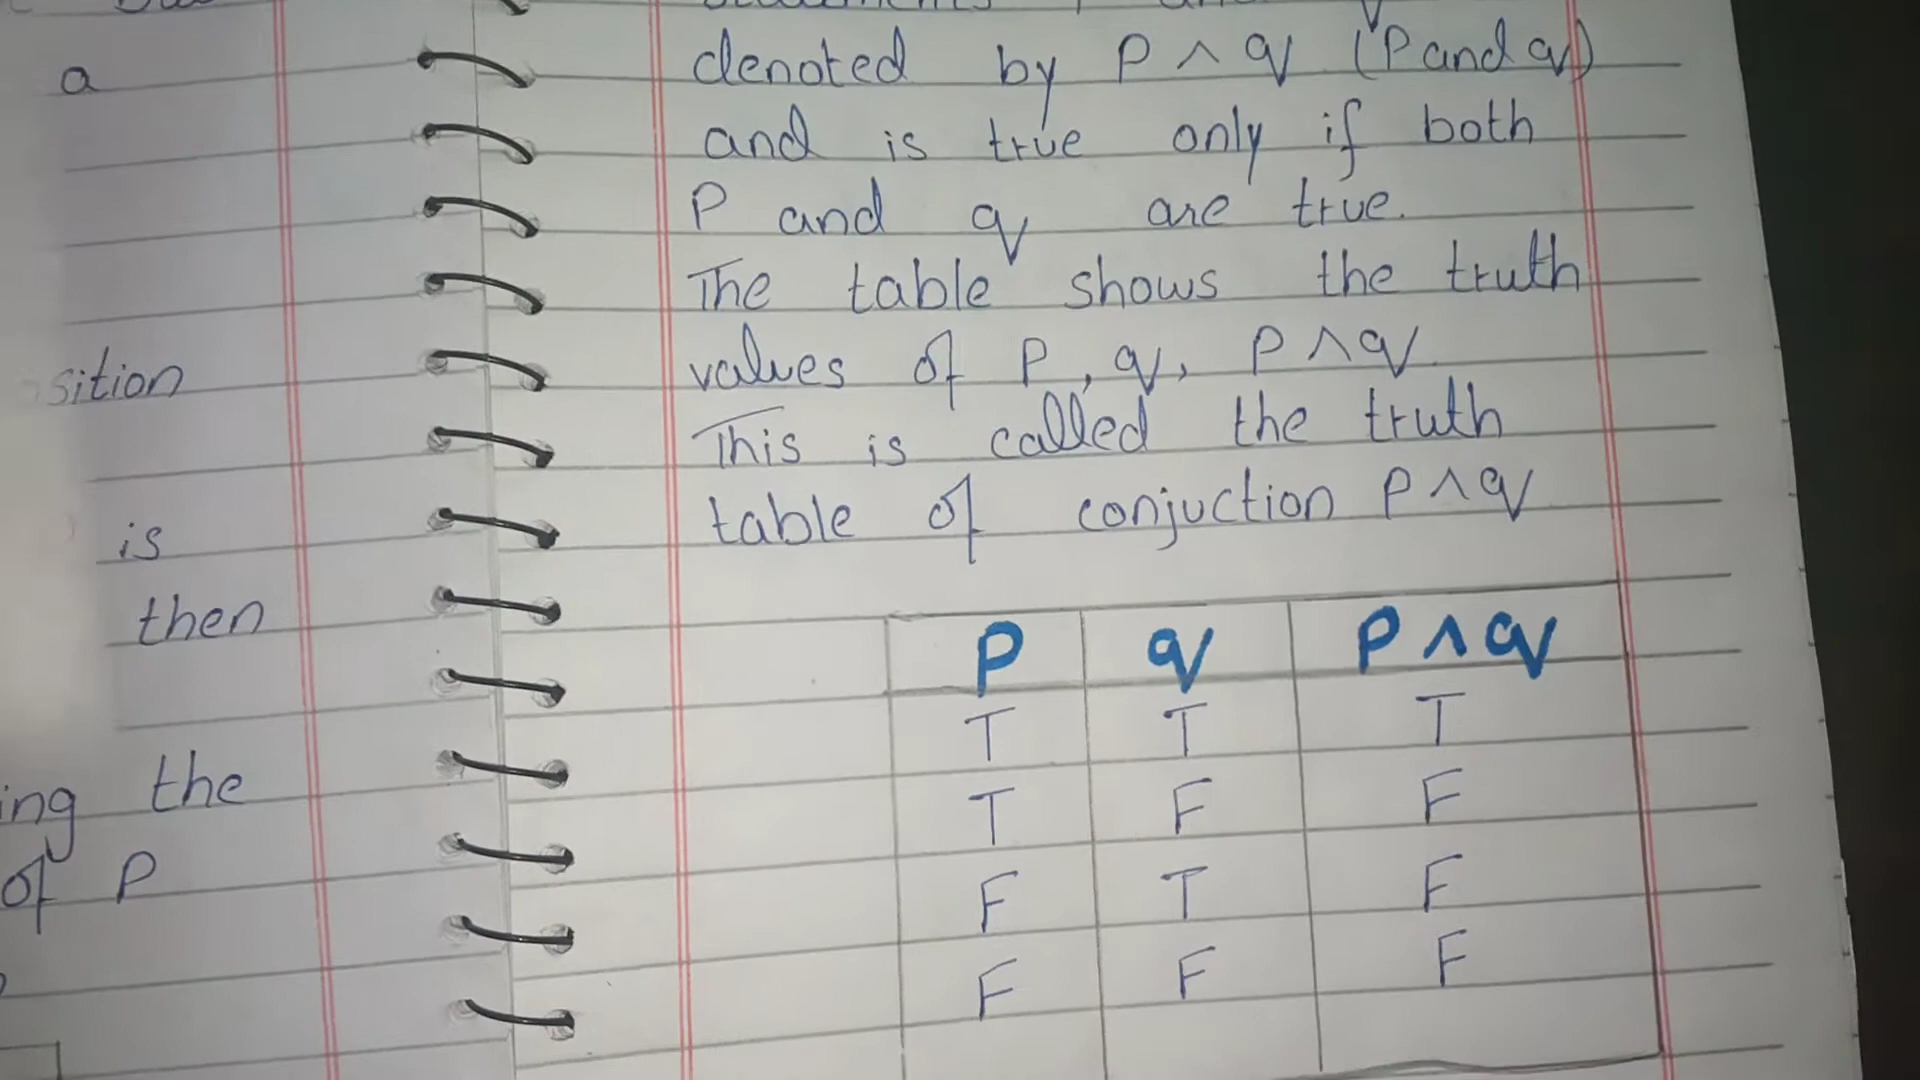 a
sition
is
then
ing the
of P
denoted by P ∧ q (P and q)
and is true only if both
P and q are true.
The table shows the truth
values of P, q, P ∧ q
This is called the truth
table of conjuction P ∧ q
P q P ∧ q
T T T
T F F
F T F
F F F